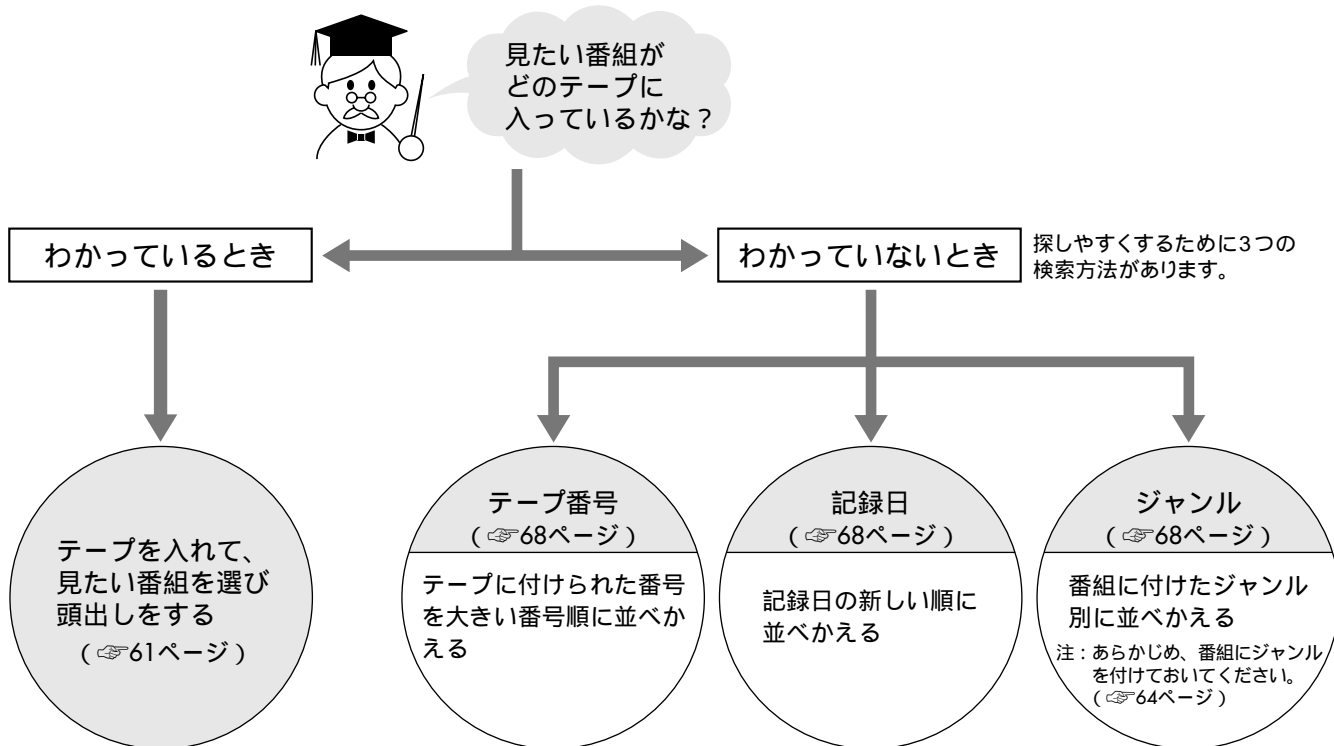 見たい番組が
どのテープに
入っているかな？
わかっているとき
わかっていないとき
探しやすくするために3つの
検索方法があります。
テープを入れて、
見たい番組を選び
頭出しをする
（☞61ページ）
テープ番号
（☞68ページ）
テープに付けられた番号
を大きい番号順に並べか
える
記録日
（☞68ページ）
記録日の新しい順に
並べかえる
ジャンル
（☞68ページ）
番組に付けたジャンル
別に並べかえる
注：あらかじめ、番組にジャンル
を付けておいてください。
（☞64ページ）